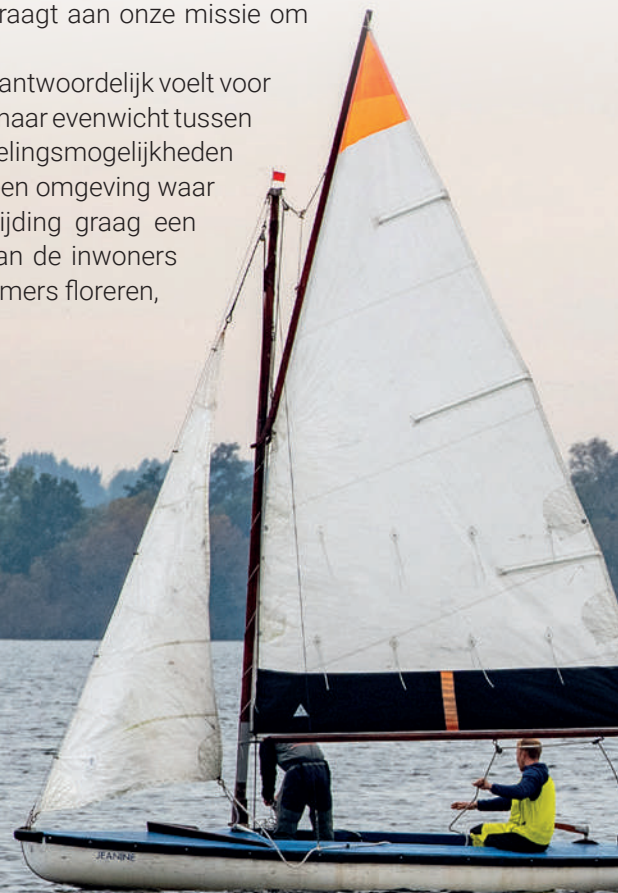 raagt aan onze missie om
antwoordelijk voelt voor
naar evenwicht tussen
elingsmogelijkheden
en omgeving waar
ijding graag een
an de inwoners
mers floreren,
JEANINE